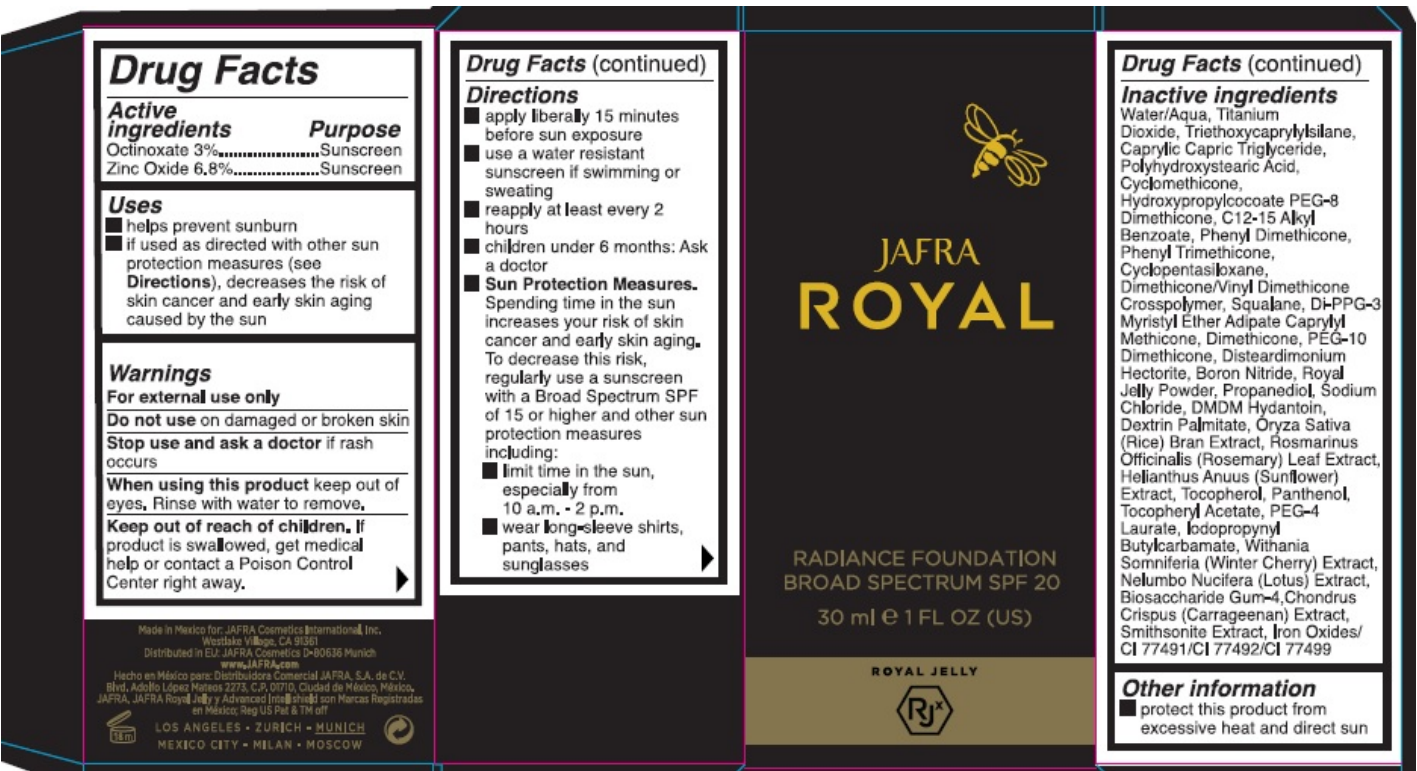 Drug Facts
Active
ingredients Purpose
Octinoxate 3%....................Sunscreen
Zinc Oxide 6.8%.................Sunscreen
Uses
■ helps prevent sunburn
■ if used as directed with other sun
protection measures (see
Directions), decreases the risk of
skin cancer and early skin aging
caused by the sun
Warnings
For external use only
Do not use on damaged or broken skin
Stop use and ask a doctor if rash
occurs
When using this product keep out of
eyes. Rinse with water to remove.
Keep out of reach of children. If
product is swallowed, get medical
help or contact a Poison Control
Center right away.
Made in Mexico for: JAFRA Cosmetics International, Inc.
Westlake Village, CA 91361
Distributed in EU: JAFRA Cosmetics D-80636 Munich
www.JAFRA.com
Hecho en México para: Distribuidora Comercial JAFRA, S.A. de C.V.
Blvd. Adolfo López Mateos 2273, C.P. 01710, Ciudad de México, México.
JAFRA, JAFRA Royal Jelly y Advanced Intellishield son Marcas Registradas
en México; Reg US Pat & TM off
18 m
LOS ANGELES • ZURICH • MUNICH
MEXICO CITY • MILAN • MOSCOW
Drug Facts (continued)
Directions
■ apply liberally 15 minutes
before sun exposure
■ use a water resistant
sunscreen if swimming or
sweating
■ reapply at least every 2
hours
■ children under 6 months: Ask
a doctor
■ Sun Protection Measures.
Spending time in the sun
increases your risk of skin
cancer and early skin aging.
To decrease this risk,
regularly use a sunscreen
with a Broad Spectrum SPF
of 15 or higher and other sun
protection measures
including:
■ limit time in the sun,
especially from
10 a.m. - 2 p.m.
■ wear long-sleeve shirts,
pants, hats, and
sunglasses
JAFRA
ROYAL
RADIANCE FOUNDATION
BROAD SPECTRUM SPF 20
30 ml ℮ 1 FL OZ (US)
ROYAL JELLY
RJx
Drug Facts (continued)
Inactive ingredients
Water/Aqua, Titanium
Dioxide, Triethoxycaprylylsilane,
Caprylic Capric Triglyceride,
Polyhydroxystearic Acid,
Cyclomethicone,
Hydroxypropylcocoate PEG-8
Dimethicone, C12-15 Alkyl
Benzoate, Phenyl Dimethicone,
Phenyl Trimethicone,
Cyclopentasiloxane,
Dimethicone/Vinyl Dimethicone
Crosspolymer, Squalane, Di-PPG-3
Myristyl Ether Adipate Caprylyl
Methicone, Dimethicone, PEG-10
Dimethicone, Disteardimonium
Hectorite, Boron Nitride, Royal
Jelly Powder, Propanediol, Sodium
Chloride, DMDM Hydantoin,
Dextrin Palmitate, Oryza Sativa
(Rice) Bran Extract, Rosmarinus
Officinalis (Rosemary) Leaf Extract,
Helianthus Anuus (Sunflower)
Extract, Tocopherol, Panthenol,
Tocopheryl Acetate, PEG-4
Laurate, Iodopropynyl
Butylcarbamate, Withania
Somniferia (Winter Cherry) Extract,
Nelumbo Nucifera (Lotus) Extract,
Biosaccharide Gum-4,Chondrus
Crispus (Carrageenan) Extract,
Smithsonite Extract, Iron Oxides/
CI 77491/CI 77492/CI 77499
Other information
■ protect this product from
excessive heat and direct sun